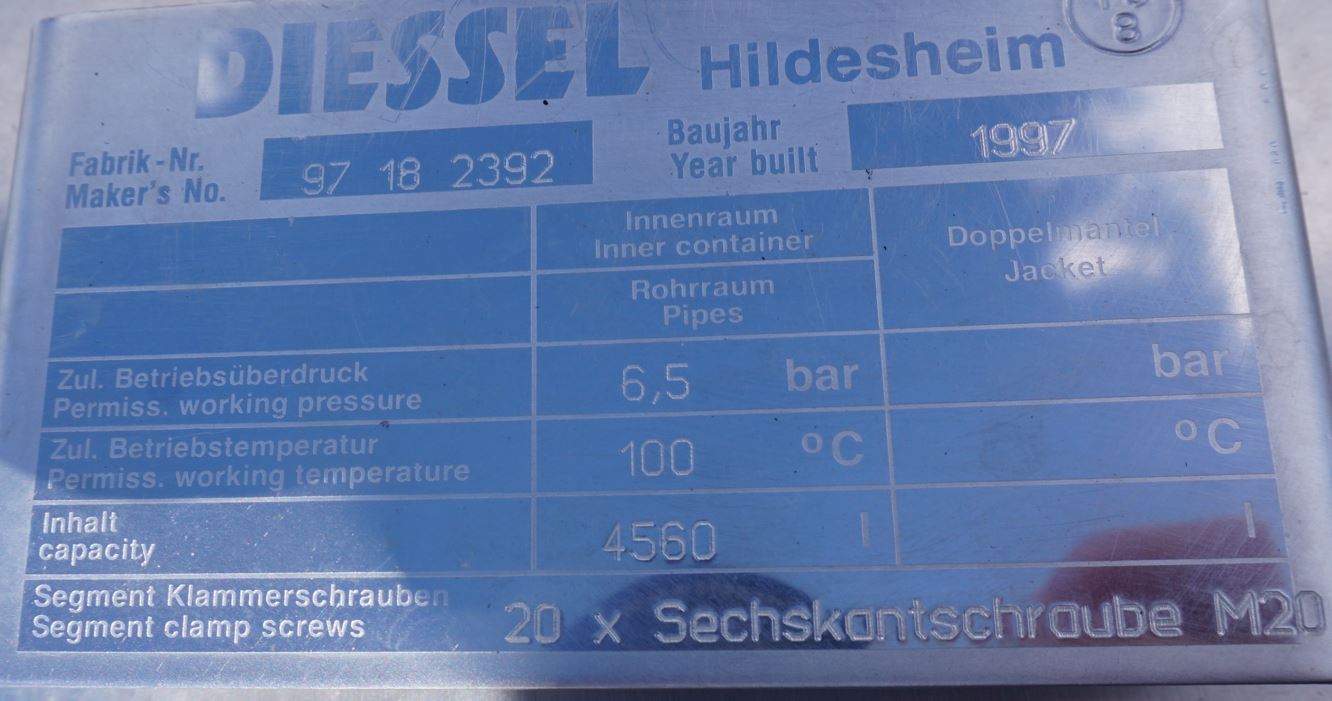 DIESSEL Hildesheim
8
Fabrik-Nr.
Maker's No.
97 18 2392
Baujahr
Year built
1997
Innenraum
Inner container
Doppelmantel
Jacket
Rohrraum
Pipes
Zul. Betriebsüberdruck
Permiss. working pressure
6,5 bar
bar
Zul. Betriebstemperatur
Permiss. working temperature
100 °C
°C
Inhalt
capacity
4560 l
l
Segment Klammerschrauben
Segment clamp screws
20 x Sechskantschraube M20